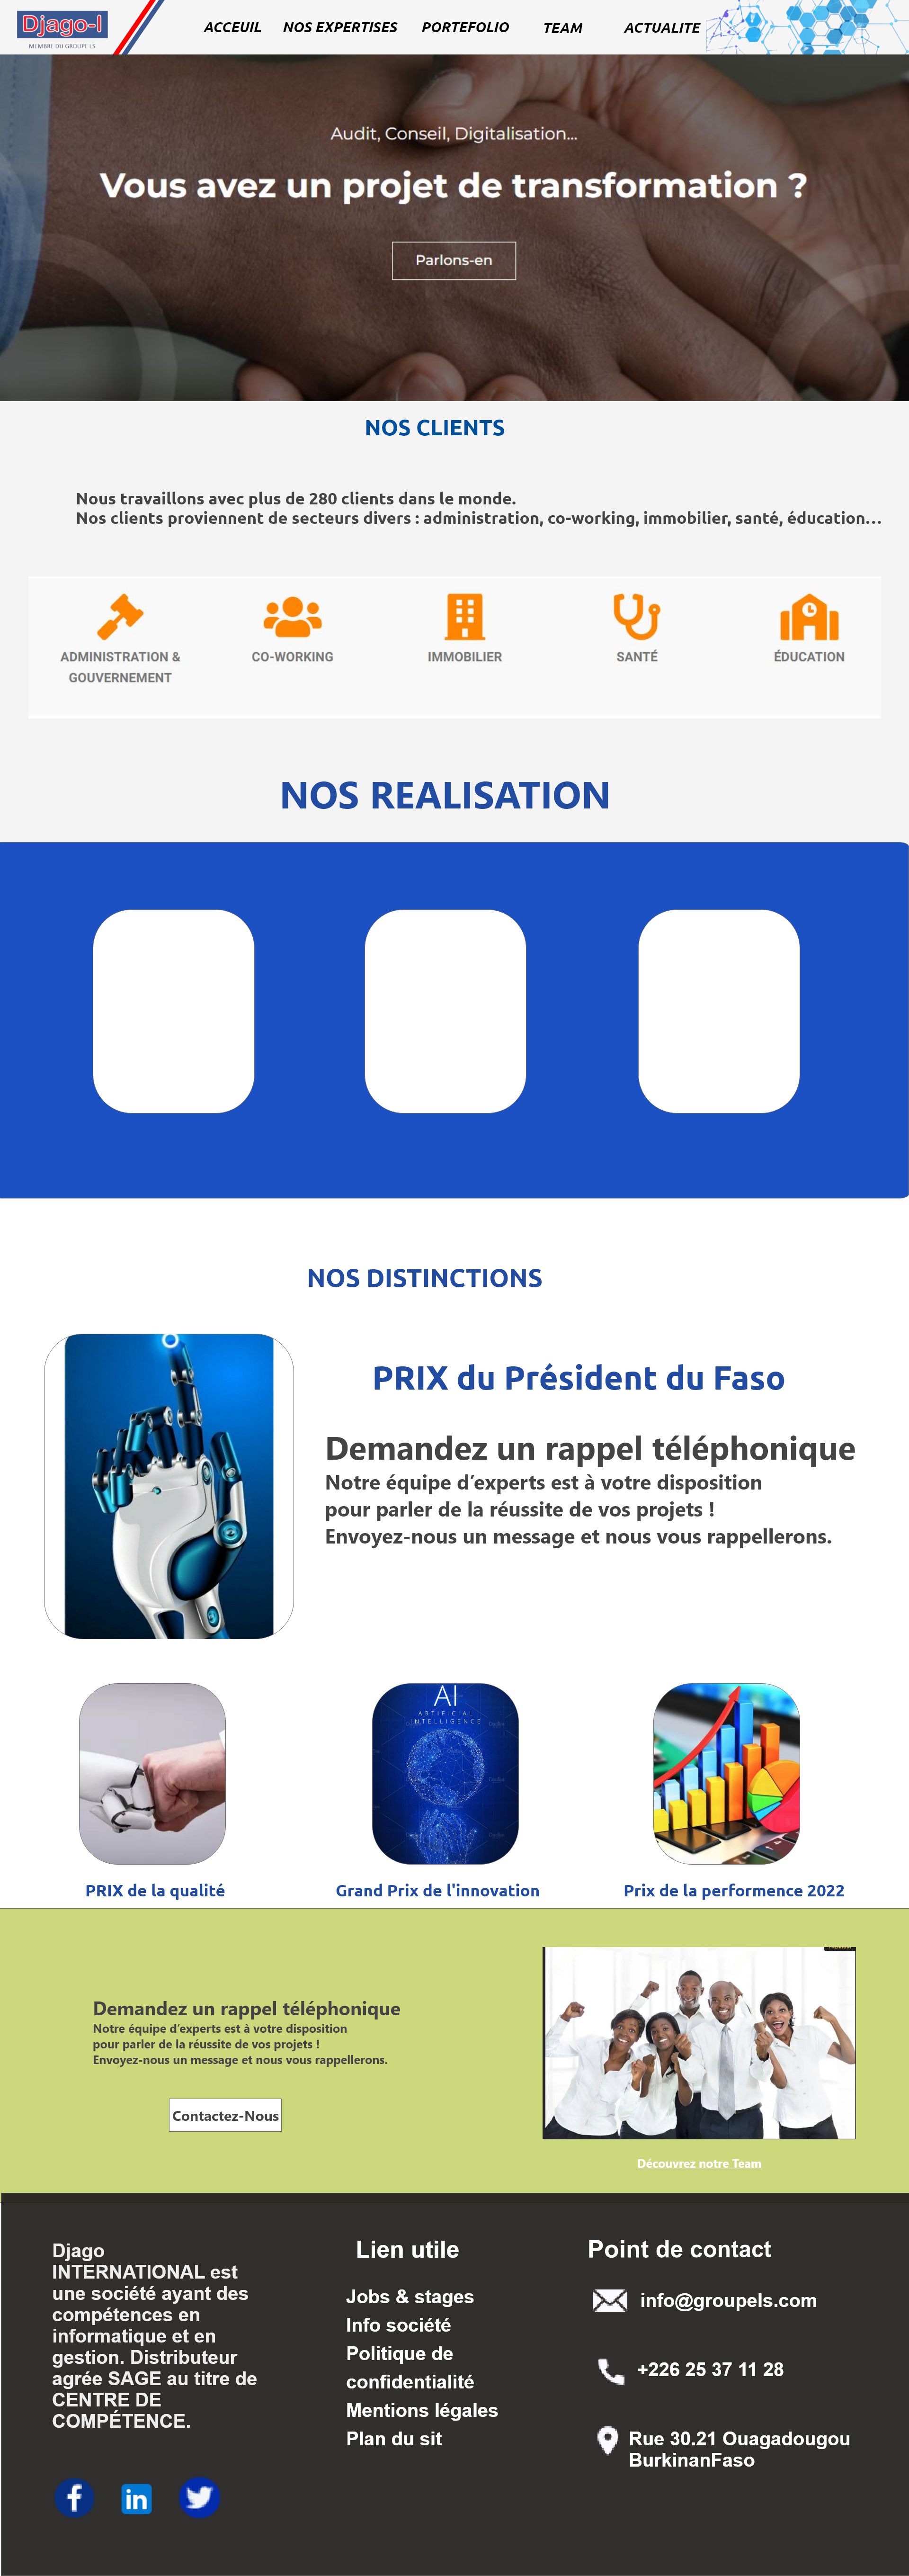 Djago-I
MEMBRE DU GROUPE LS
ACCEUIL NOS EXPERTISES PORTEFOLIO TEAM ACTUALITE
Audit, Conseil, Digitalisation...
Vous avez un projet de transformation ?
Parlons-en
NOS CLIENTS
Nous travaillons avec plus de 280 clients dans le monde.
Nos clients proviennent de secteurs divers : administration, co-working, immobilier, santé, éducation…
ADMINISTRATION &
GOUVERNEMENT
CO-WORKING
IMMOBILIER
SANTÉ
ÉDUCATION
NOS REALISATION
NOS DISTINCTIONS
PRIX du Président du Faso
Demandez un rappel téléphonique
Notre équipe d’experts est à votre disposition
pour parler de la réussite de vos projets !
Envoyez-nous un message et nous vous rappellerons.
AI
ARTIFICIAL
INTELLIGENCE
PRIX de la qualité
Grand Prix de l'innovation
Prix de la performence 2022
Demandez un rappel téléphonique
Notre équipe d’experts est à votre disposition
pour parler de la réussite de vos projets !
Envoyez-nous un message et nous vous rappellerons.
Contactez-Nous
Découvrez notre Team
Djago
INTERNATIONAL est
une société ayant des
compétences en
informatique et en
gestion. Distributeur
agrée SAGE au titre de
CENTRE DE
COMPÉTENCE.
f
in
Lien utile
Jobs & stages
Info société
Politique de
confidentialité
Mentions légales
Plan du sit
Point de contact
info@groupels.com
+226 25 37 11 28
Rue 30.21 Ouagadougou
BurkinanFaso